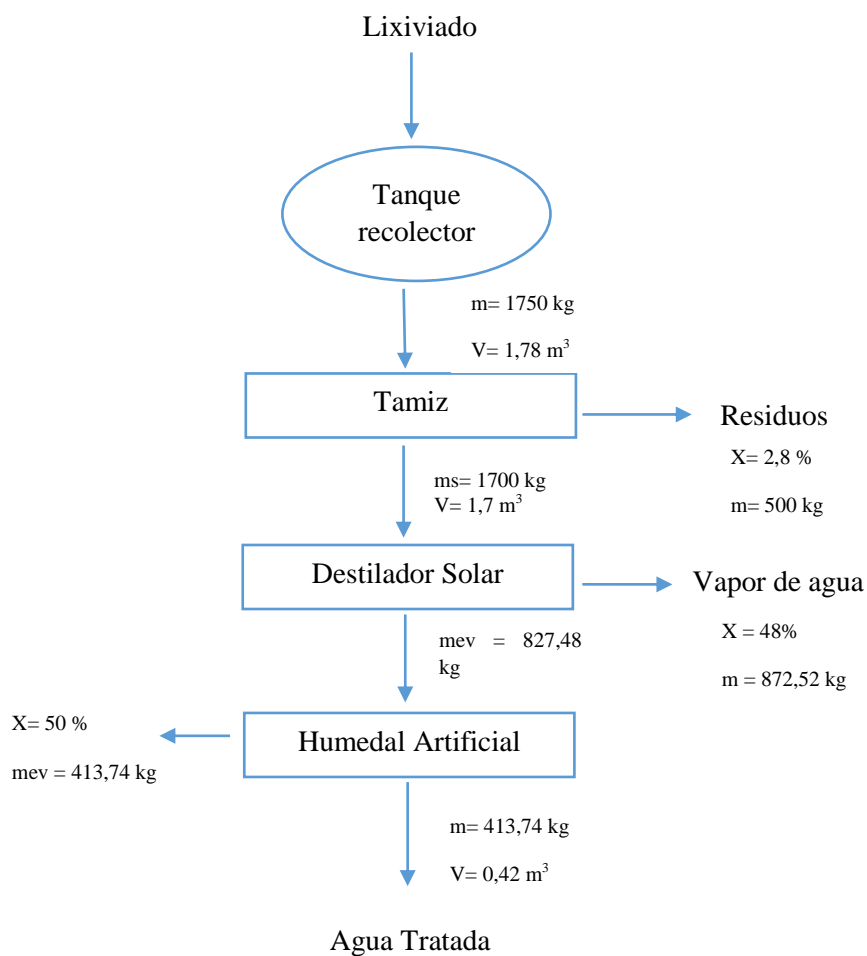 Lixiviado
Tanque
recolector
m= 1750 kg
V= 1,78 m³
Tamiz
Residuos
X= 2,8 %
m= 500 kg
ms= 1700 kg
V= 1,7 m³
Destilador Solar
Vapor de agua
X = 48%
m = 872,52 kg
mev = 827,48
kg
Humedal Artificial
X= 50 %
mev = 413,74 kg
m= 413,74 kg
V= 0,42 m³
Agua Tratada